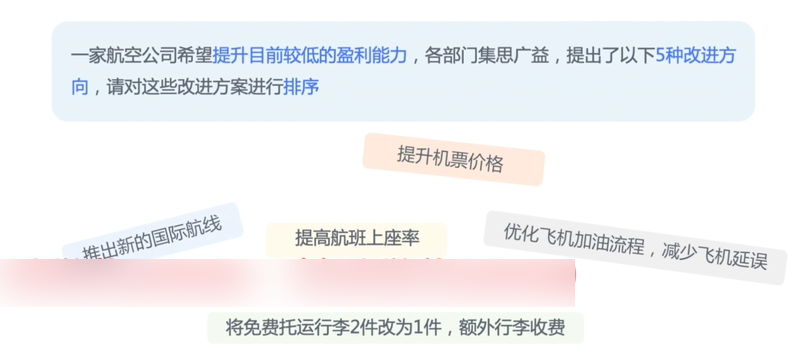 一家航空公司希望提升目前较低的盈利能力，各部门集思广益，提出了以下5种改进方
向，请对这些改进方案进行排序
提升机票价格
推出新的国际航线
提高航班上座率
优化飞机加油流程，减少飞机延误
将免费托运行李2件改为1件，额外行李收费